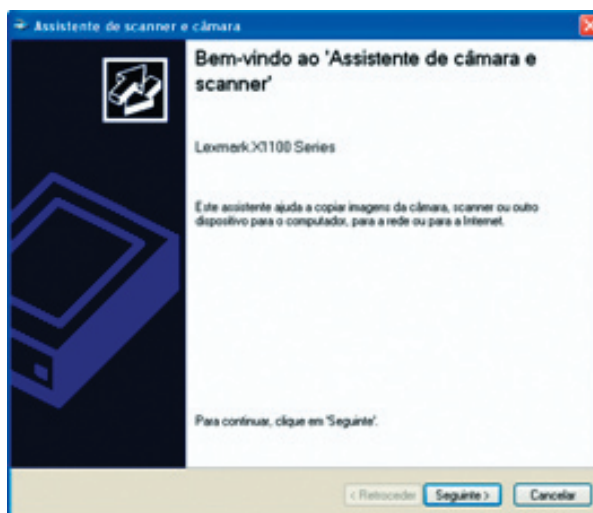 Assistente de scanner e câmara
Bem-vindo ao 'Assistente de câmara e
scanner'
Lexmark X1100 Series
Este assistente ajuda a copiar imagens da câmara, scanner ou outro
dispositivo para o computador, para a rede ou para a Internet.
Para continuar, clique em 'Seguinte'.
< Retroceder Seguinte > Cancelar